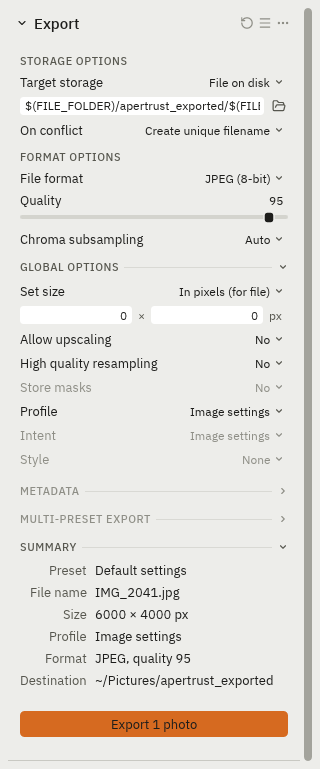 Export
STORAGE OPTIONS
Target storage File on disk
$(FILE_FOLDER)/apertrust_exported/$(FILE
On conflict Create unique filename
FORMAT OPTIONS
File format JPEG (8-bit)
Quality 95
Chroma subsampling Auto
GLOBAL OPTIONS
Set size In pixels (for file)
0 × 0 px
Allow upscaling No
High quality resampling No
Store masks No
Profile Image settings
Intent Image settings
Style None
METADATA
MULTI-PRESET EXPORT
SUMMARY
Preset Default settings
File name IMG_2041.jpg
Size 6000 × 4000 px
Profile Image settings
Format JPEG, quality 95
Destination ~/Pictures/apertrust_exported
Export 1 photo